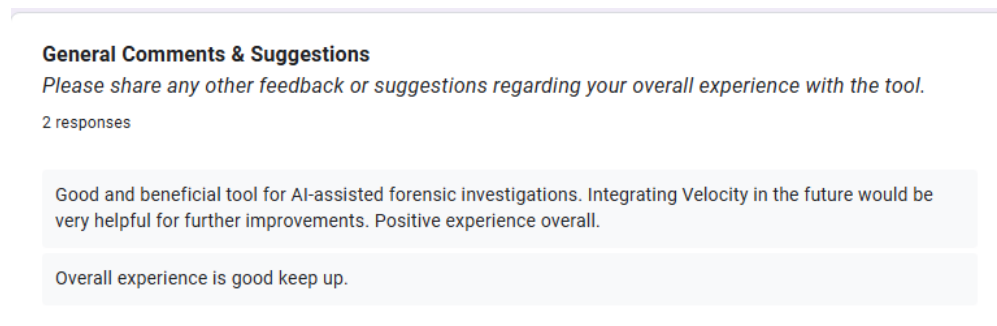 General Comments & Suggestions
Please share any other feedback or suggestions regarding your overall experience with the tool.
2 responses
Good and beneficial tool for AI-assisted forensic investigations. Integrating Velocity in the future would be
very helpful for further improvements. Positive experience overall.
Overall experience is good keep up.